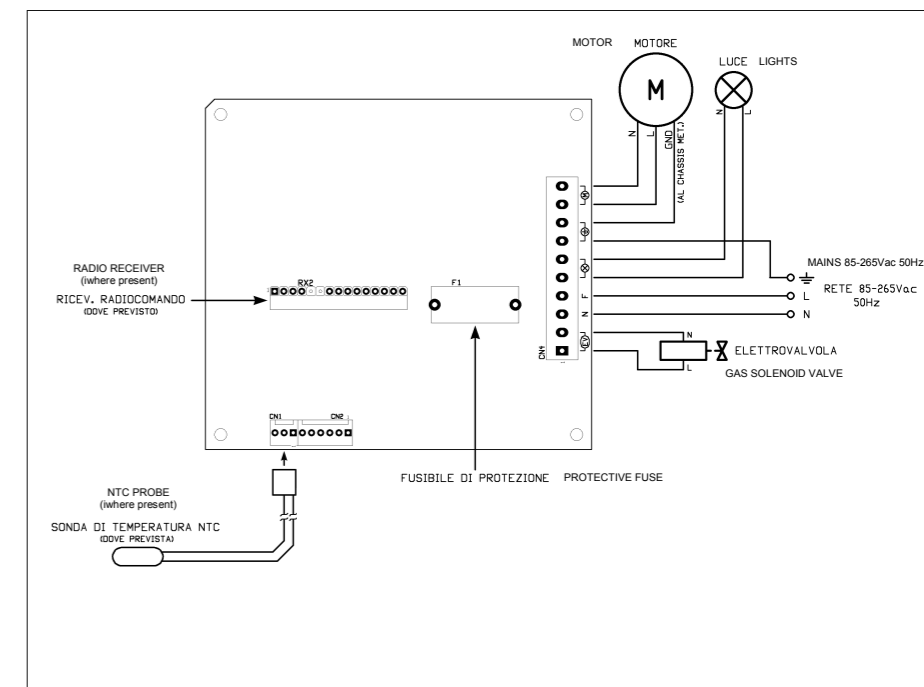 MOTOR MOTORE
LUCE LIGHTS
M
N
L
GND
(AL CHASSIS MET.)
N
L
RADIO RECEIVER
(iwhere present)
RICEV. RADIOCOMANDO
(DOVE PREVISTO)
RX2
F1
MAINS 85-265Vac 50Hz
RETE 85-265Vac
50Hz
L
N
F
N
EV
CN4
N
L
ELETTROVALVOLA
GAS SOLENOID VALVE
CN1 CN2
FUSIBILE DI PROTEZIONE PROTECTIVE FUSE
NTC PROBE
(iwhere present)
SONDA DI TEMPERATURA NTC
(DOVE PREVISTA)